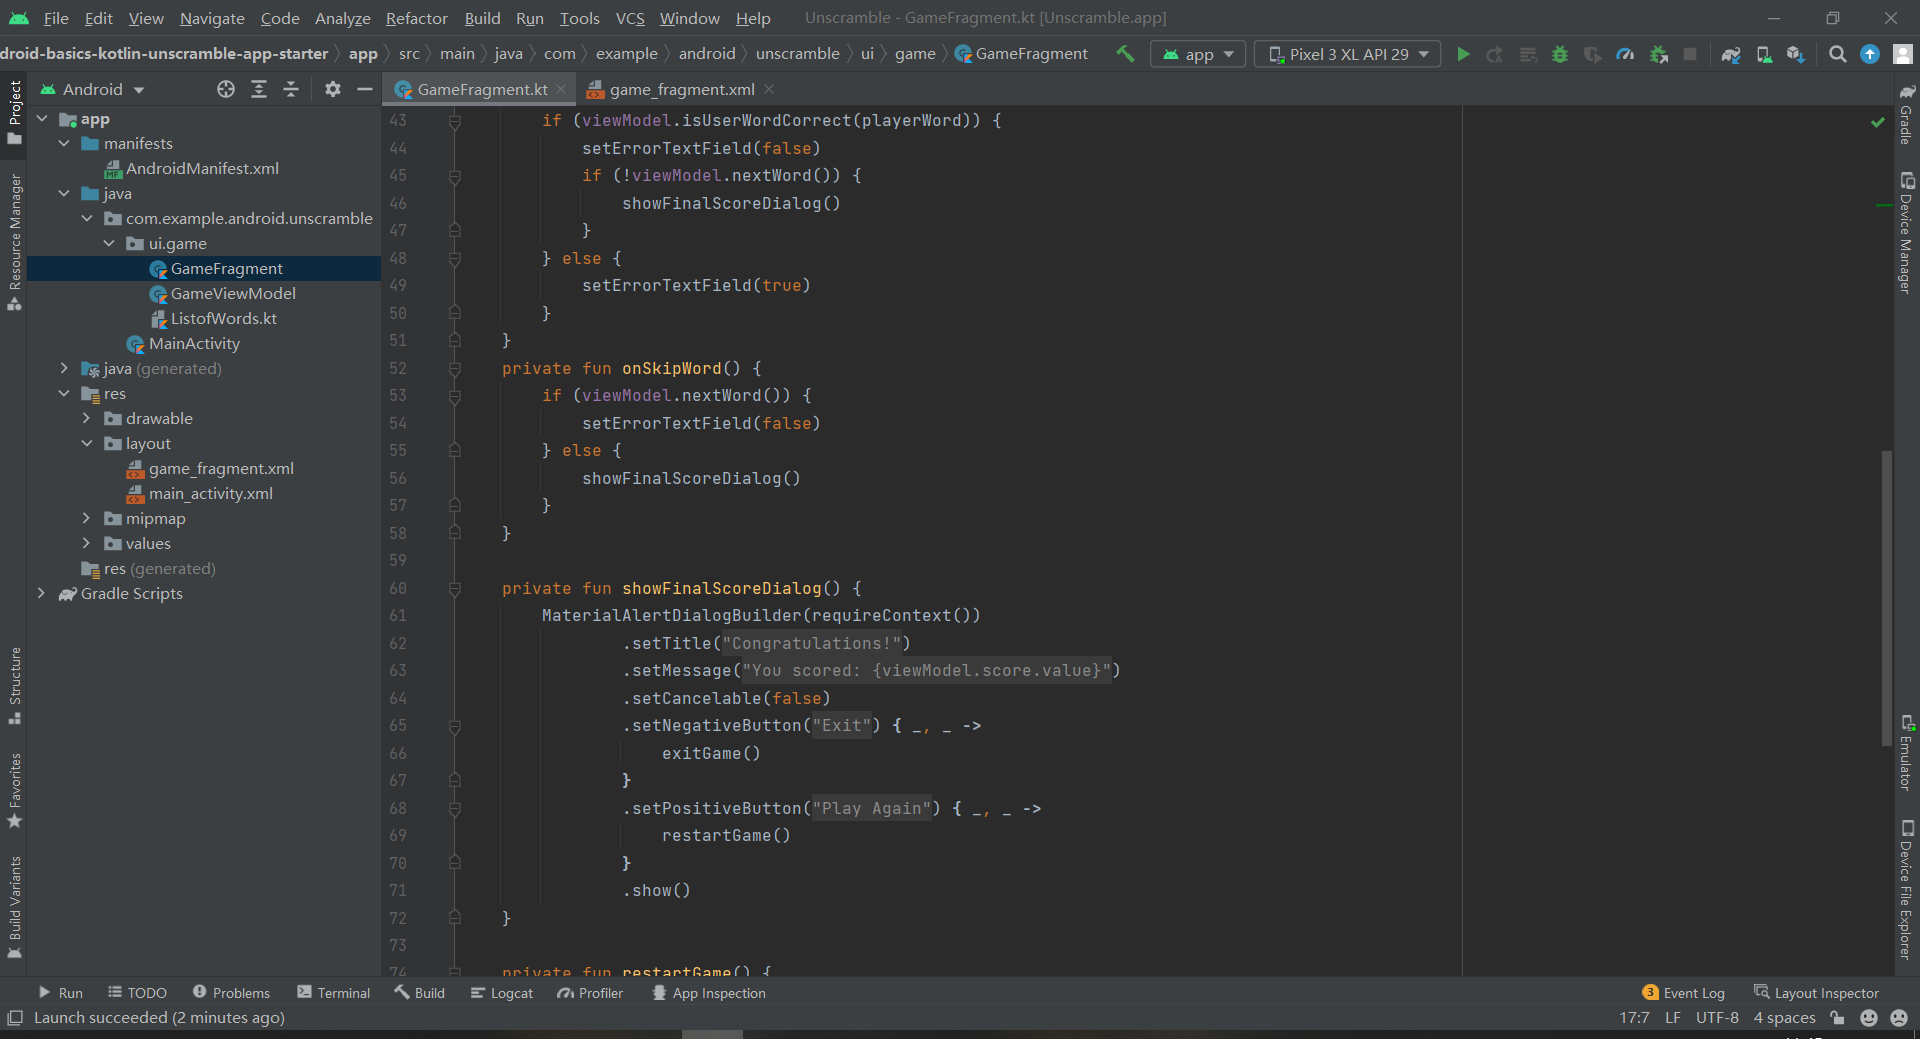 File Edit View Navigate Code Analyze Refactor Build Run Tools VCS Window Help Unscramble - GameFragment.kt [Unscramble.app]
droid-basics-kotlin-unscramble-app-starter app src main java com example android unscramble ui game GameFragment app Pixel 3 XL API 29
Android GameFragment.kt game_fragment.xml
Project
Resource Manager
Structure
Favorites
Build Variants
app
manifests
AndroidManifest.xml
java
com.example.android.unscramble
ui.game
GameFragment
GameViewModel
ListofWords.kt
MainActivity
java (generated)
res
drawable
layout
game_fragment.xml
main_activity.xml
mipmap
values
res (generated)
Gradle Scripts
43 if (viewModel.isUserWordCorrect(playerWord)) {
44 setErrorTextField(false)
45 if (!viewModel.nextWord()) {
46 showFinalScoreDialog()
47 }
48 } else {
49 setErrorTextField(true)
50 }
51 }
52 private fun onSkipWord() {
53 if (viewModel.nextWord()) {
54 setErrorTextField(false)
55 } else {
56 showFinalScoreDialog()
57 }
58 }
59
60 private fun showFinalScoreDialog() {
61 MaterialAlertDialogBuilder(requireContext())
62 .setTitle("Congratulations!")
63 .setMessage("You scored: {viewModel.score.value}")
64 .setCancelable(false)
65 .setNegativeButton("Exit") { _, _ ->
66 exitGame()
67 }
68 .setPositiveButton("Play Again") { _, _ ->
69 restartGame()
70 }
71 .show()
72 }
73
74 private fun restartGame() {
Gradle
Device Manager
Emulator
Device File Explorer
Run TODO Problems Terminal Build Logcat Profiler App Inspection 3 Event Log Layout Inspector
Launch succeeded (2 minutes ago) 17:7 LF UTF-8 4 spaces